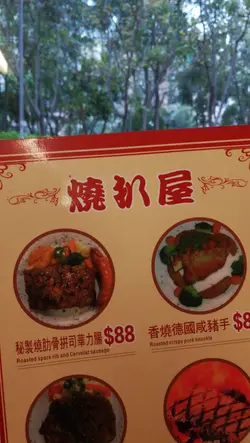 燒扒屋
秘製燒肋骨拼司華力腸 $88
Roasted spare-rib and Cervelat sausage
香燒德國咸豬手 $8
Roasted crispy pork knuckle